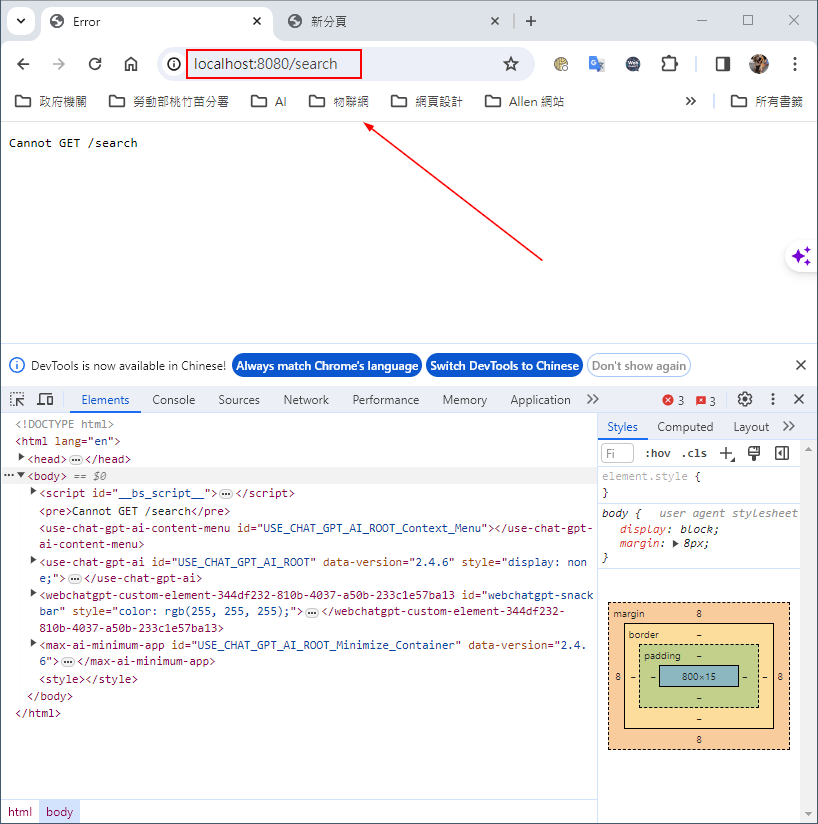 Error
新分頁
localhost:8080/search
政府機關 勞動部桃竹苗分署 AI 物聯網 網頁設計 Allen 網站 所有書籤
Cannot GET /search
DevTools is now available in Chinese! Always match Chrome's language Switch DevTools to Chinese Don't show again
Elements Console Sources Network Performance Memory Application 3 3
<!DOCTYPE html>
<html lang="en">
<head> … </head>
<body> == $0
<script id="__bs_script__"> … </script>
<pre>Cannot GET /search</pre>
<use-chat-gpt-ai-content-menu id="USE_CHAT_GPT_AI_ROOT_Context_Menu"></use-chat-gpt-
ai-content-menu>
<use-chat-gpt-ai id="USE_CHAT_GPT_AI_ROOT" data-version="2.4.6" style="display: non
e;"> … </use-chat-gpt-ai>
<webchatgpt-custom-element-344df232-810b-4037-a50b-233c1e57ba13 id="webchatgpt-snack
bar" style="color: rgb(255, 255, 255);"> … </webchatgpt-custom-element-344df232-
810b-4037-a50b-233c1e57ba13>
<max-ai-minimum-app id="USE_CHAT_GPT_AI_ROOT_Minimize_Container" data-version="2.4.
6"> … </max-ai-minimum-app>
<style></style>
</body>
</html>
html body
Styles Computed Layout
Fi :hov .cls
element.style {
}
body { user agent stylesheet
display: block;
margin: 8px;
}
margin 8
border –
padding –
8 – – 800×15 – – 8
–
–
8